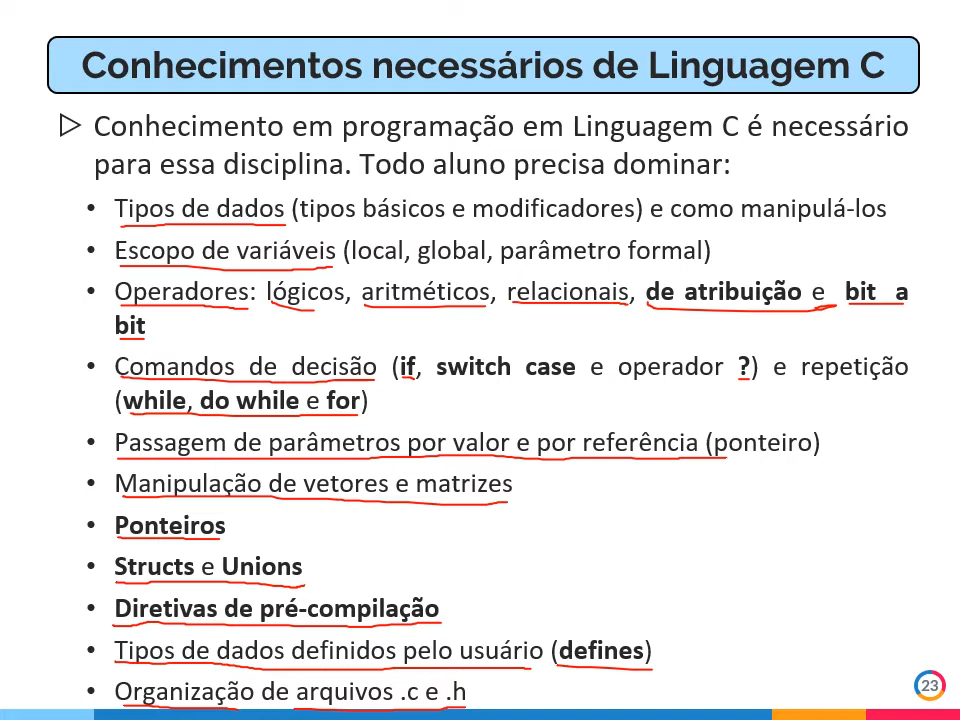 Conhecimentos necessários de Linguagem C
Conhecimento em programação em Linguagem C é necessário
para essa disciplina. Todo aluno precisa dominar:
• Tipos de dados (tipos básicos e modificadores) e como manipulá-los
• Escopo de variáveis (local, global, parâmetro formal)
• Operadores: lógicos, aritméticos, relacionais, de atribuição e bit a
bit
• Comandos de decisão (if, switch case e operador ?) e repetição
(while, do while e for)
• Passagem de parâmetros por valor e por referência (ponteiro)
• Manipulação de vetores e matrizes
• Ponteiros
• Structs e Unions
• Diretivas de pré-compilação
• Tipos de dados definidos pelo usuário (defines)
• Organização de arquivos .c e .h
23